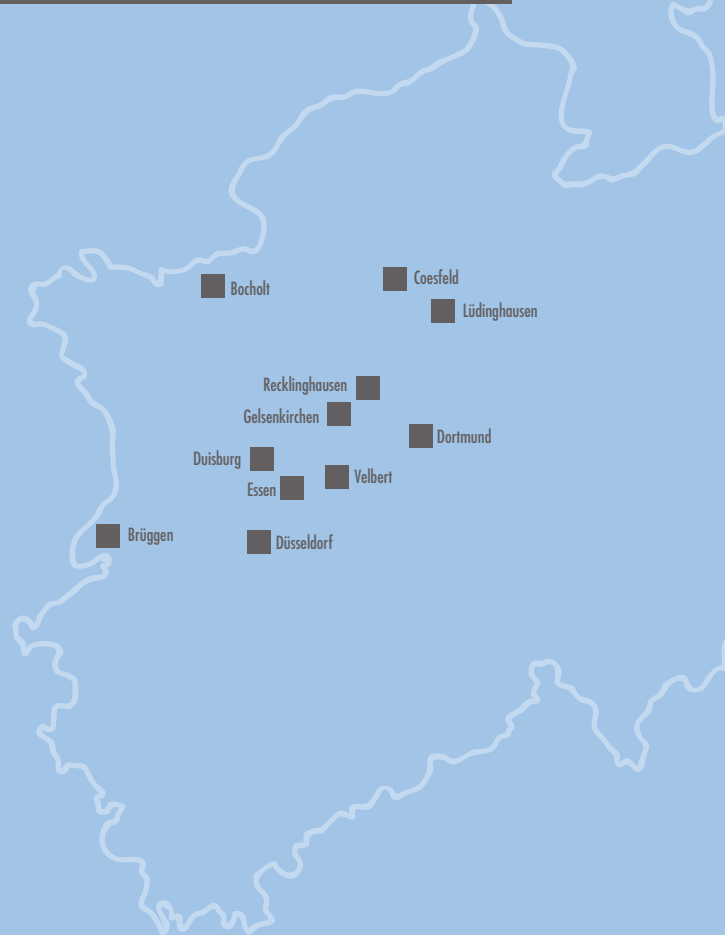 Coesfeld
Bocholt
Lüdinghausen
Recklinghausen
Gelsenkirchen
Dortmund
Duisburg
Velbert
Essen
Brüggen
Düsseldorf